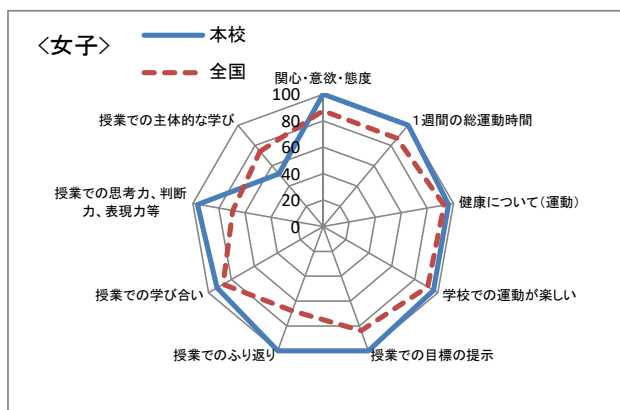 <女子>
本校
全国
関心・意欲・態度
1週間の総運動時間
健康について(運動)
学校での運動が楽しい
授業での目標の提示
授業でのふり返り
授業での学び合い
授業での思考力、判断
力、表現力等
授業での主体的な学び
100
80
60
40
20
0